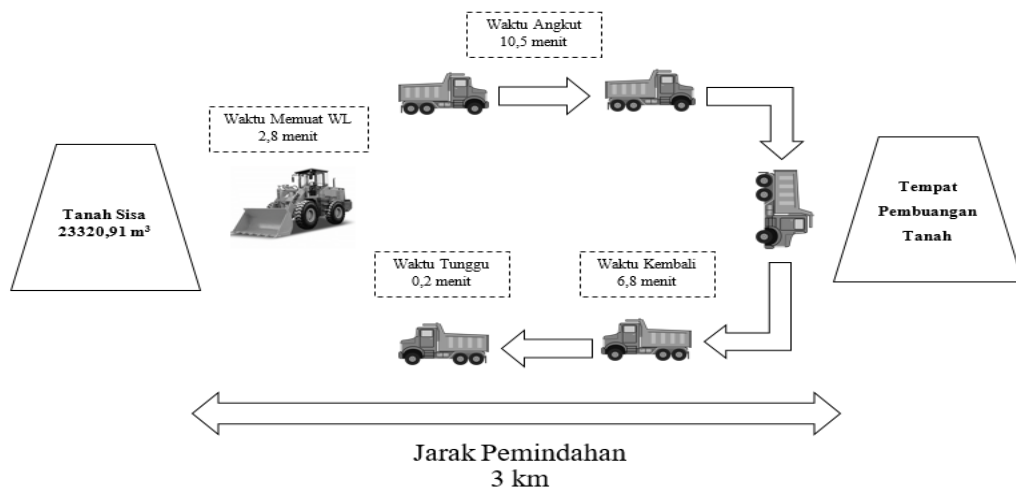 Waktu Angkut
10,5 menit
Waktu Memuat WL
2,8 menit
Tanah Sisa
23320,91 m³
Tempat
Pembuangan
Tanah
Waktu Tunggu
0,2 menit
Waktu Kembali
6,8 menit
Jarak Pemindahan
3 km